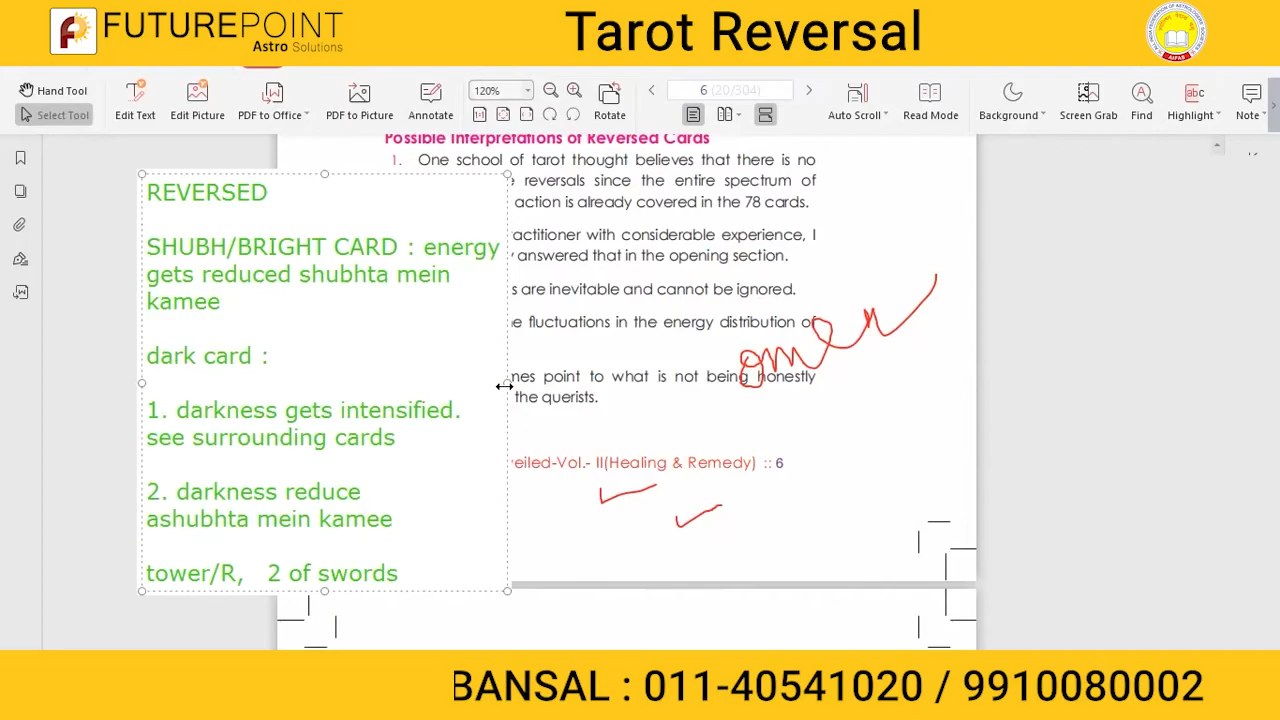 FUTUREPOINT
Astro Solutions
Tarot Reversal
Hand Tool
Select Tool
Edit Text
Edit Picture
PDF to Office
PDF to Picture
Annotate
120%
Rotate
6 (20/304)
Auto Scroll
Read Mode
Background
Screen Grab
Find
Highlight
Note
Possible Interpretations of Reversed Cards
1. One school of tarot thought believes that there is no
reversals since the entire spectrum of
action is already covered in the 78 cards.
with considerable experience, I
answered that in the opening section.
are inevitable and cannot be ignored.
fluctuations in the energy distribution of
point to what is not being honestly
the querists.
Vol.- II(Healing & Remedy) :: 6
omen
REVERSED
SHUBH/BRIGHT CARD : energy
gets reduced shubhta mein
kamee
dark card :
1. darkness gets intensified.
see surrounding cards
2. darkness reduce
ashubhta mein kamee
tower/R, 2 of swords
BANSAL : 011-40541020 / 9910080002